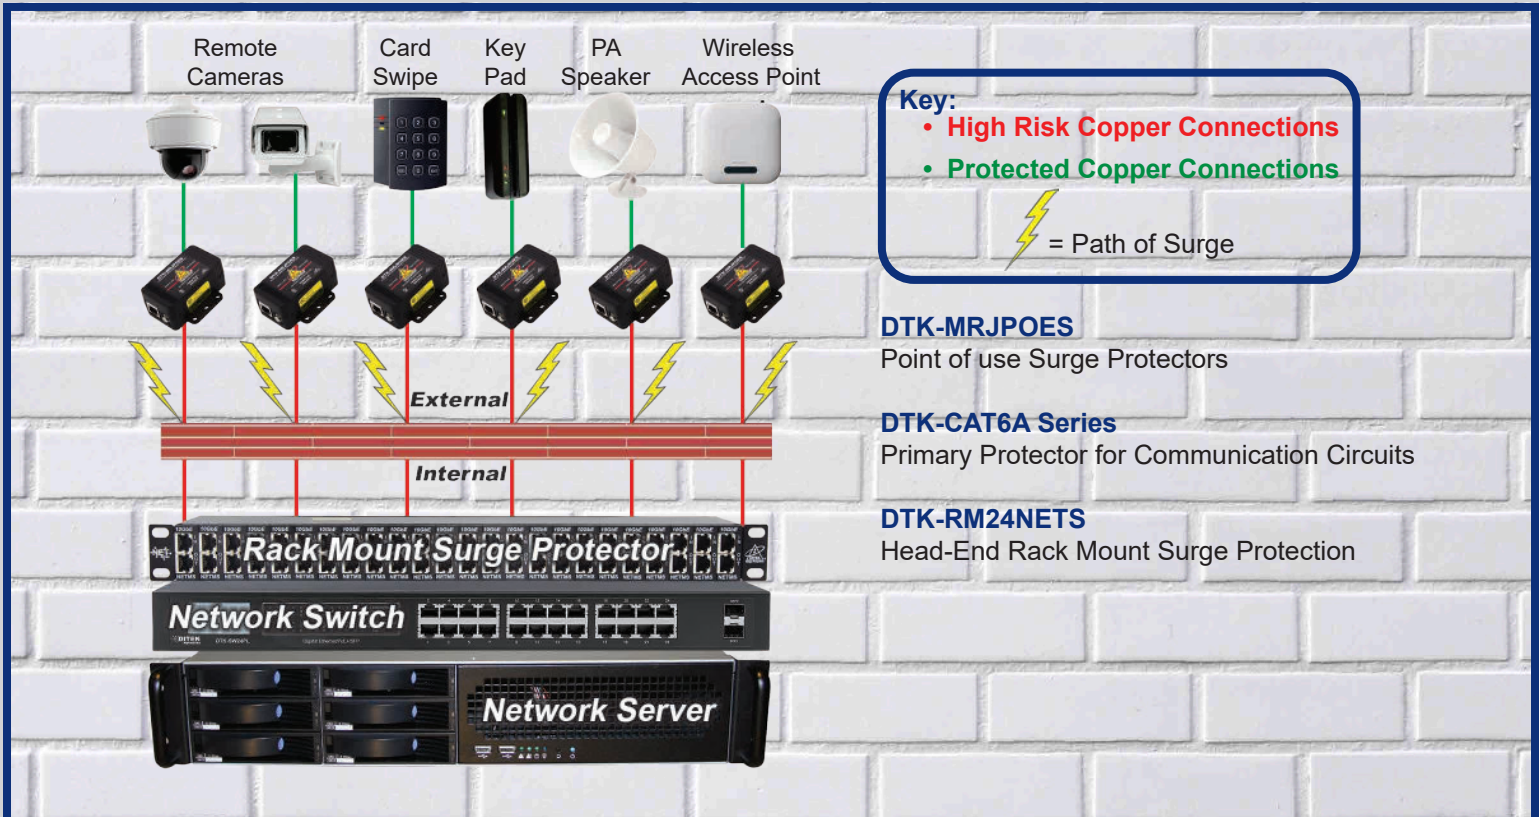 Remote
Cameras
Card
Swipe
Key
Pad
PA
Speaker
Wireless
Access Point
Key:
• High Risk Copper Connections
• Protected Copper Connections
= Path of Surge
DTK-MRJPOES
Point of use Surge Protectors
External
DTK-CAT6A Series
Primary Protector for Communication Circuits
Internal
DTK-RM24NETS
Head-End Rack Mount Surge Protection
Rack Mount Surge Protector
Network Switch
DITEK
Network Server